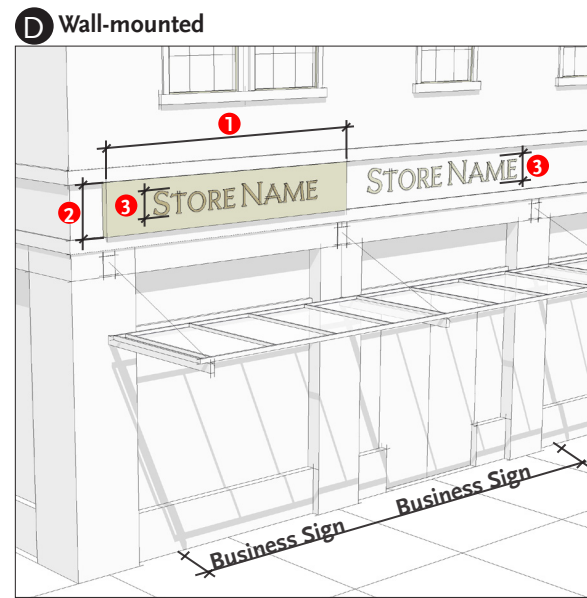 D Wall-mounted
1
2
3
STORE NAME
STORE NAME
3
Business Sign
Business Sign